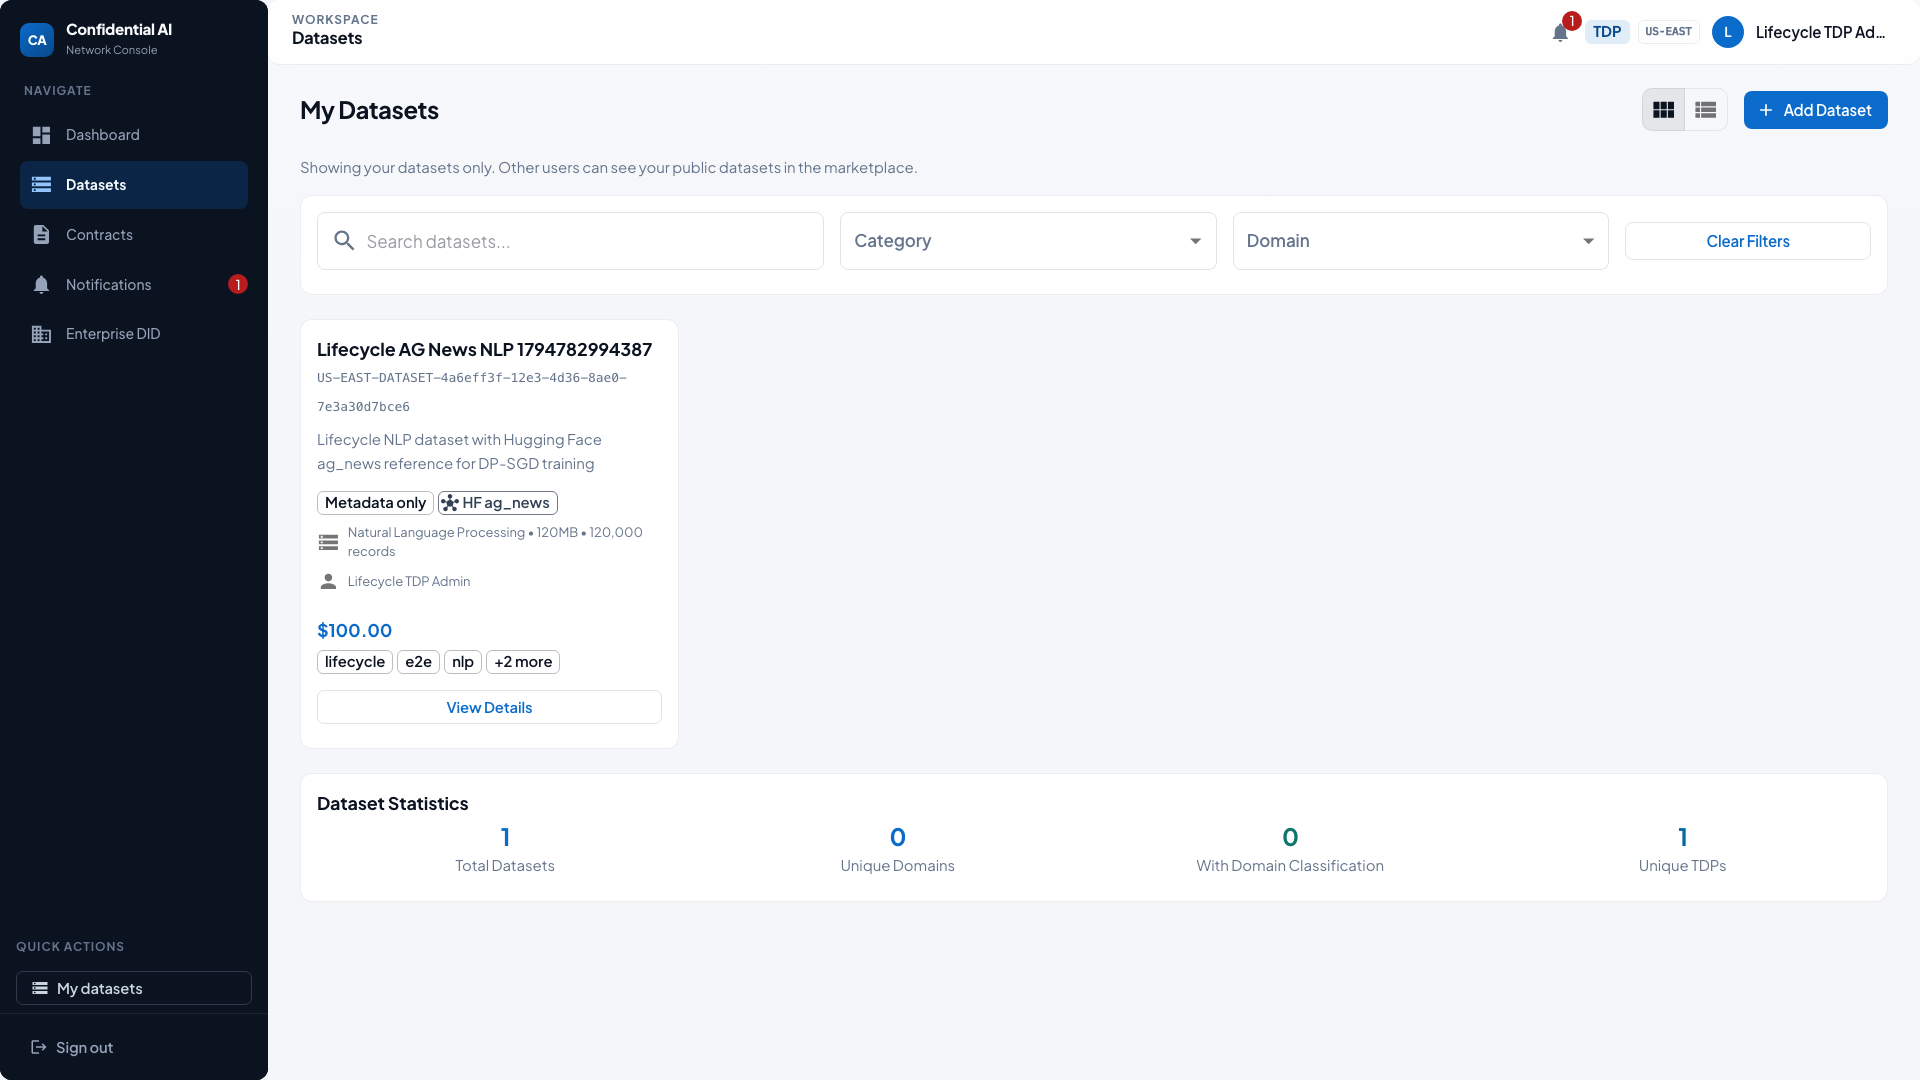 CA
Confidential AI
Network Console
NAVIGATE
Dashboard
Datasets
Contracts
Notifications
1
Enterprise DID
QUICK ACTIONS
My datasets
Sign out
WORKSPACE
Datasets
1
TDP
US-EAST
L
Lifecycle TDP Ad...
My Datasets
Add Dataset
Showing your datasets only. Other users can see your public datasets in the marketplace.
Search datasets...
Category
Domain
Clear Filters
Lifecycle AG News NLP 1794782994387
US-EAST-DATASET-4a6eff3f-12e3-4d36-8ae0-
7e3a30d7bce6
Lifecycle NLP dataset with Hugging Face
ag_news reference for DP-SGD training
Metadata only
HF ag_news
Natural Language Processing • 120MB • 120,000
records
Lifecycle TDP Admin
$100.00
lifecycle
e2e
nlp
+2 more
View Details
Dataset Statistics
1
Total Datasets
0
Unique Domains
0
With Domain Classification
1
Unique TDPs